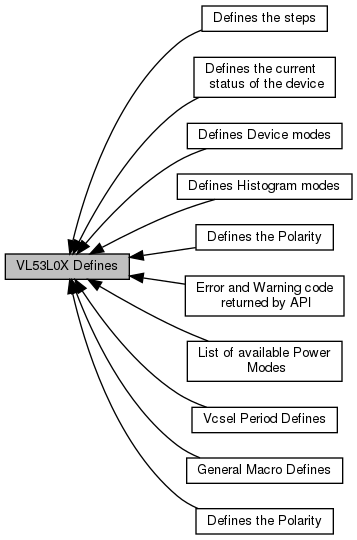 Defines the steps
Defines the current
status of the device
Defines Device modes
Defines Histogram modes
Defines the Polarity
VL53L0X Defines
Error and Warning code
returned by API
List of available Power
Modes
Vcsel Period Defines
General Macro Defines
Defines the Polarity